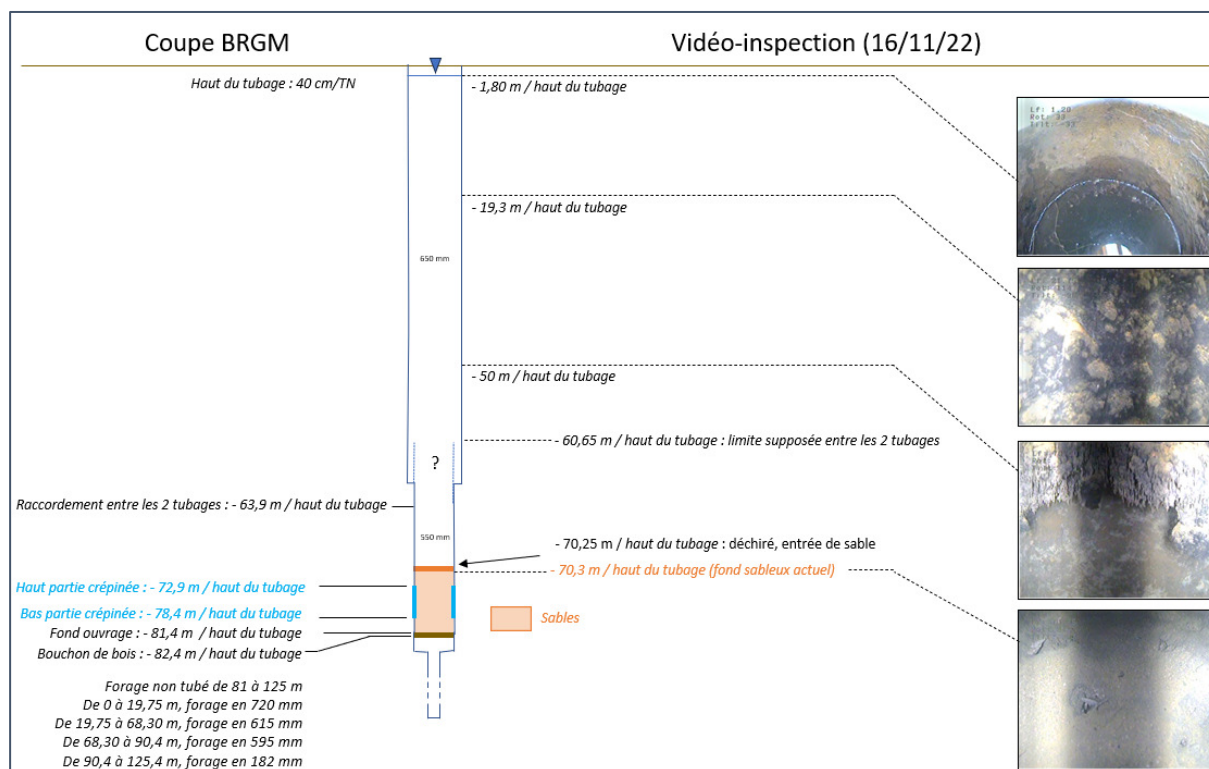 Coupe BRGM
Vidéo-inspection (16/11/22)
Haut du tubage : 40 cm/TN
- 1,80 m / haut du tubage
- 19,3 m / haut du tubage
650 mm
- 50 m / haut du tubage
- 60,65 m / haut du tubage : limite supposée entre les 2 tubages
?
Raccordement entre les 2 tubages : - 63,9 m / haut du tubage
550 mm
- 70,25 m / haut du tubage : déchiré, entrée de sable
- 70,3 m / haut du tubage (fond sableux actuel)
Haut partie crépinée : - 72,9 m / haut du tubage
Bas partie crépinée : - 78,4 m / haut du tubage
Sables
Fond ouvrage : - 81,4 m / haut du tubage
Bouchon de bois : - 82,4 m / haut du tubage
Forage non tubé de 81 à 125 m
De 0 à 19,75 m, forage en 720 mm
De 19,75 à 68,30 m, forage en 615 mm
De 68,30 à 90,4 m, forage en 595 mm
De 90,4 à 125,4 m, forage en 182 mm
Lf: 1.20
Rot: 33
Tilt: -33